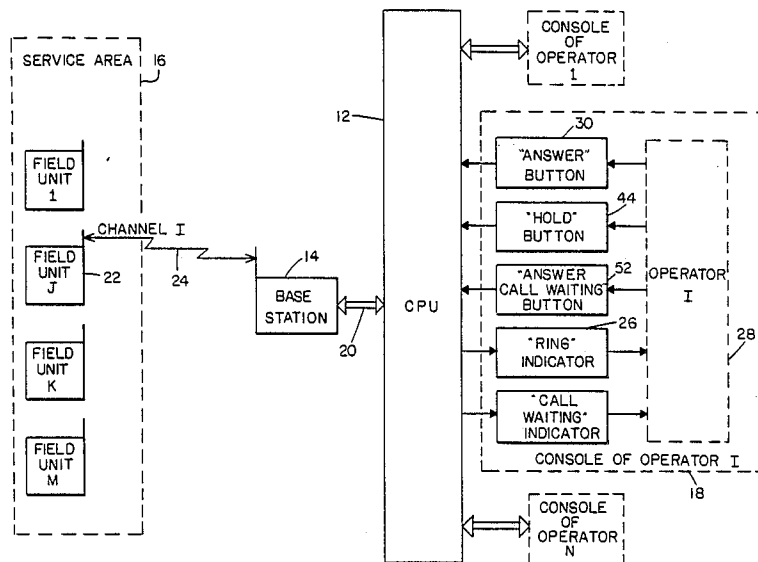 SERVICE AREA
16
FIELD
UNIT
1
CHANNEL I
FIELD
UNIT
J
22
24
FIELD
UNIT
K
FIELD
UNIT
M
14
BASE
STATION
20
12
CPU
CONSOLE
OF
OPERATOR
1
30
"ANSWER"
BUTTON
"HOLD"
BUTTON
44
"ANSWER
CALL WAITING"
BUTTON
52
26
"RING"
INDICATOR
"CALL
WAITING"
INDICATOR
OPERATOR
I
28
CONSOLE OF OPERATOR I
18
CONSOLE
OF
OPERATOR
N